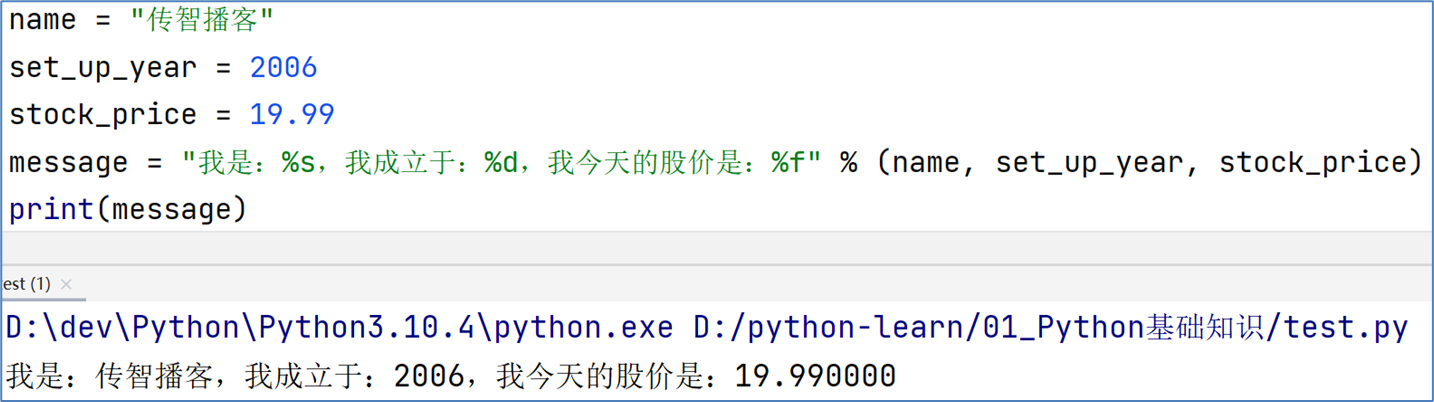 name = "传智播客"
set_up_year = 2006
stock_price = 19.99
message = "我是：%s，我成立于：%d，我今天的股价是：%f" % (name, set_up_year, stock_price)
print(message)
est (1) ×
D:\dev\Python\Python3.10.4\python.exe D:/python-learn/01_Python基础知识/test.py
我是：传智播客，我成立于：2006，我今天的股价是：19.990000